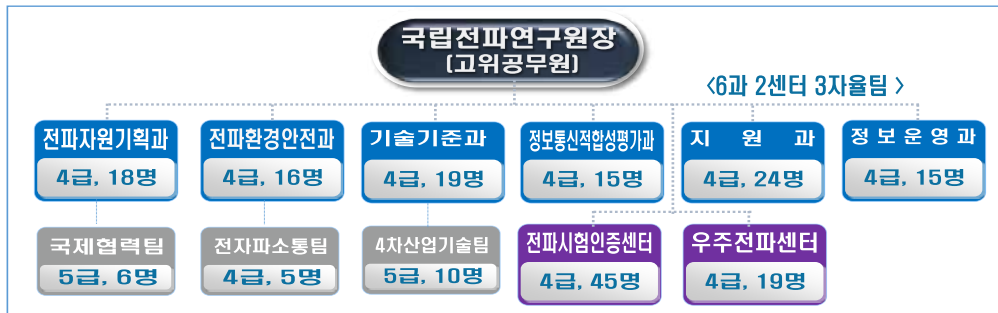 국립전파연구원장
(고위공무원)
<6과 2센터 3자율팀 >
전파자원기획과
4급, 18명
전파환경안전과
4급, 16명
기술기준과
4급, 19명
정보통신적합성평가과
4급, 15명
지 원 과
4급, 24명
정보운영과
4급, 15명
국제협력팀
5급, 6명
전자파소통팀
4급, 5명
4차산업기술팀
5급, 10명
전파시험인증센터
4급, 45명
우주전파센터
4급, 19명